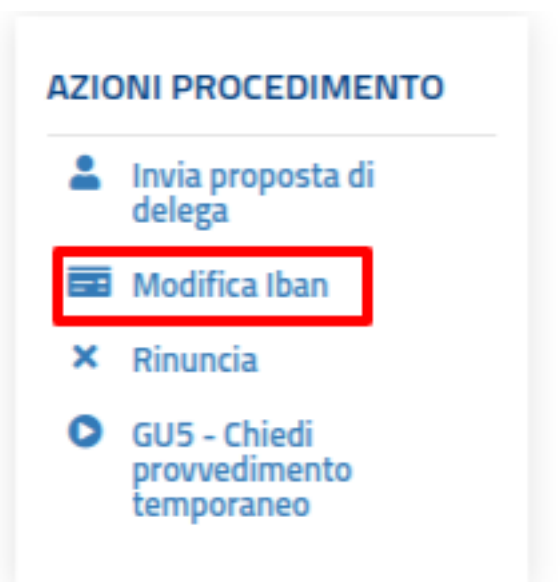 AZIONI PROCEDIMENTO
Invia proposta di
delega
Modifica Iban
Rinuncia
GU5 - Chiedi
provvedimento
temporaneo